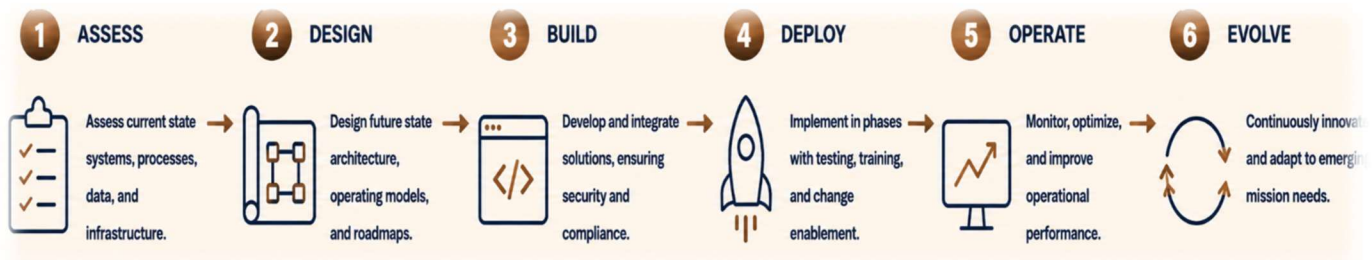 1 ASSESS
Assess current state
systems, processes,
data, and
infrastructure.
2 DESIGN
Design future state
architecture,
operating models,
and roadmaps.
3 BUILD
</>
Develop and integrate
solutions, ensuring
security and
compliance.
4 DEPLOY
Implement in phases
with testing, training,
and change
enablement.
5 OPERATE
Monitor, optimize,
and improve
operational
performance.
6 EVOLVE
Continuously innovat
and adapt to emergin
mission needs.